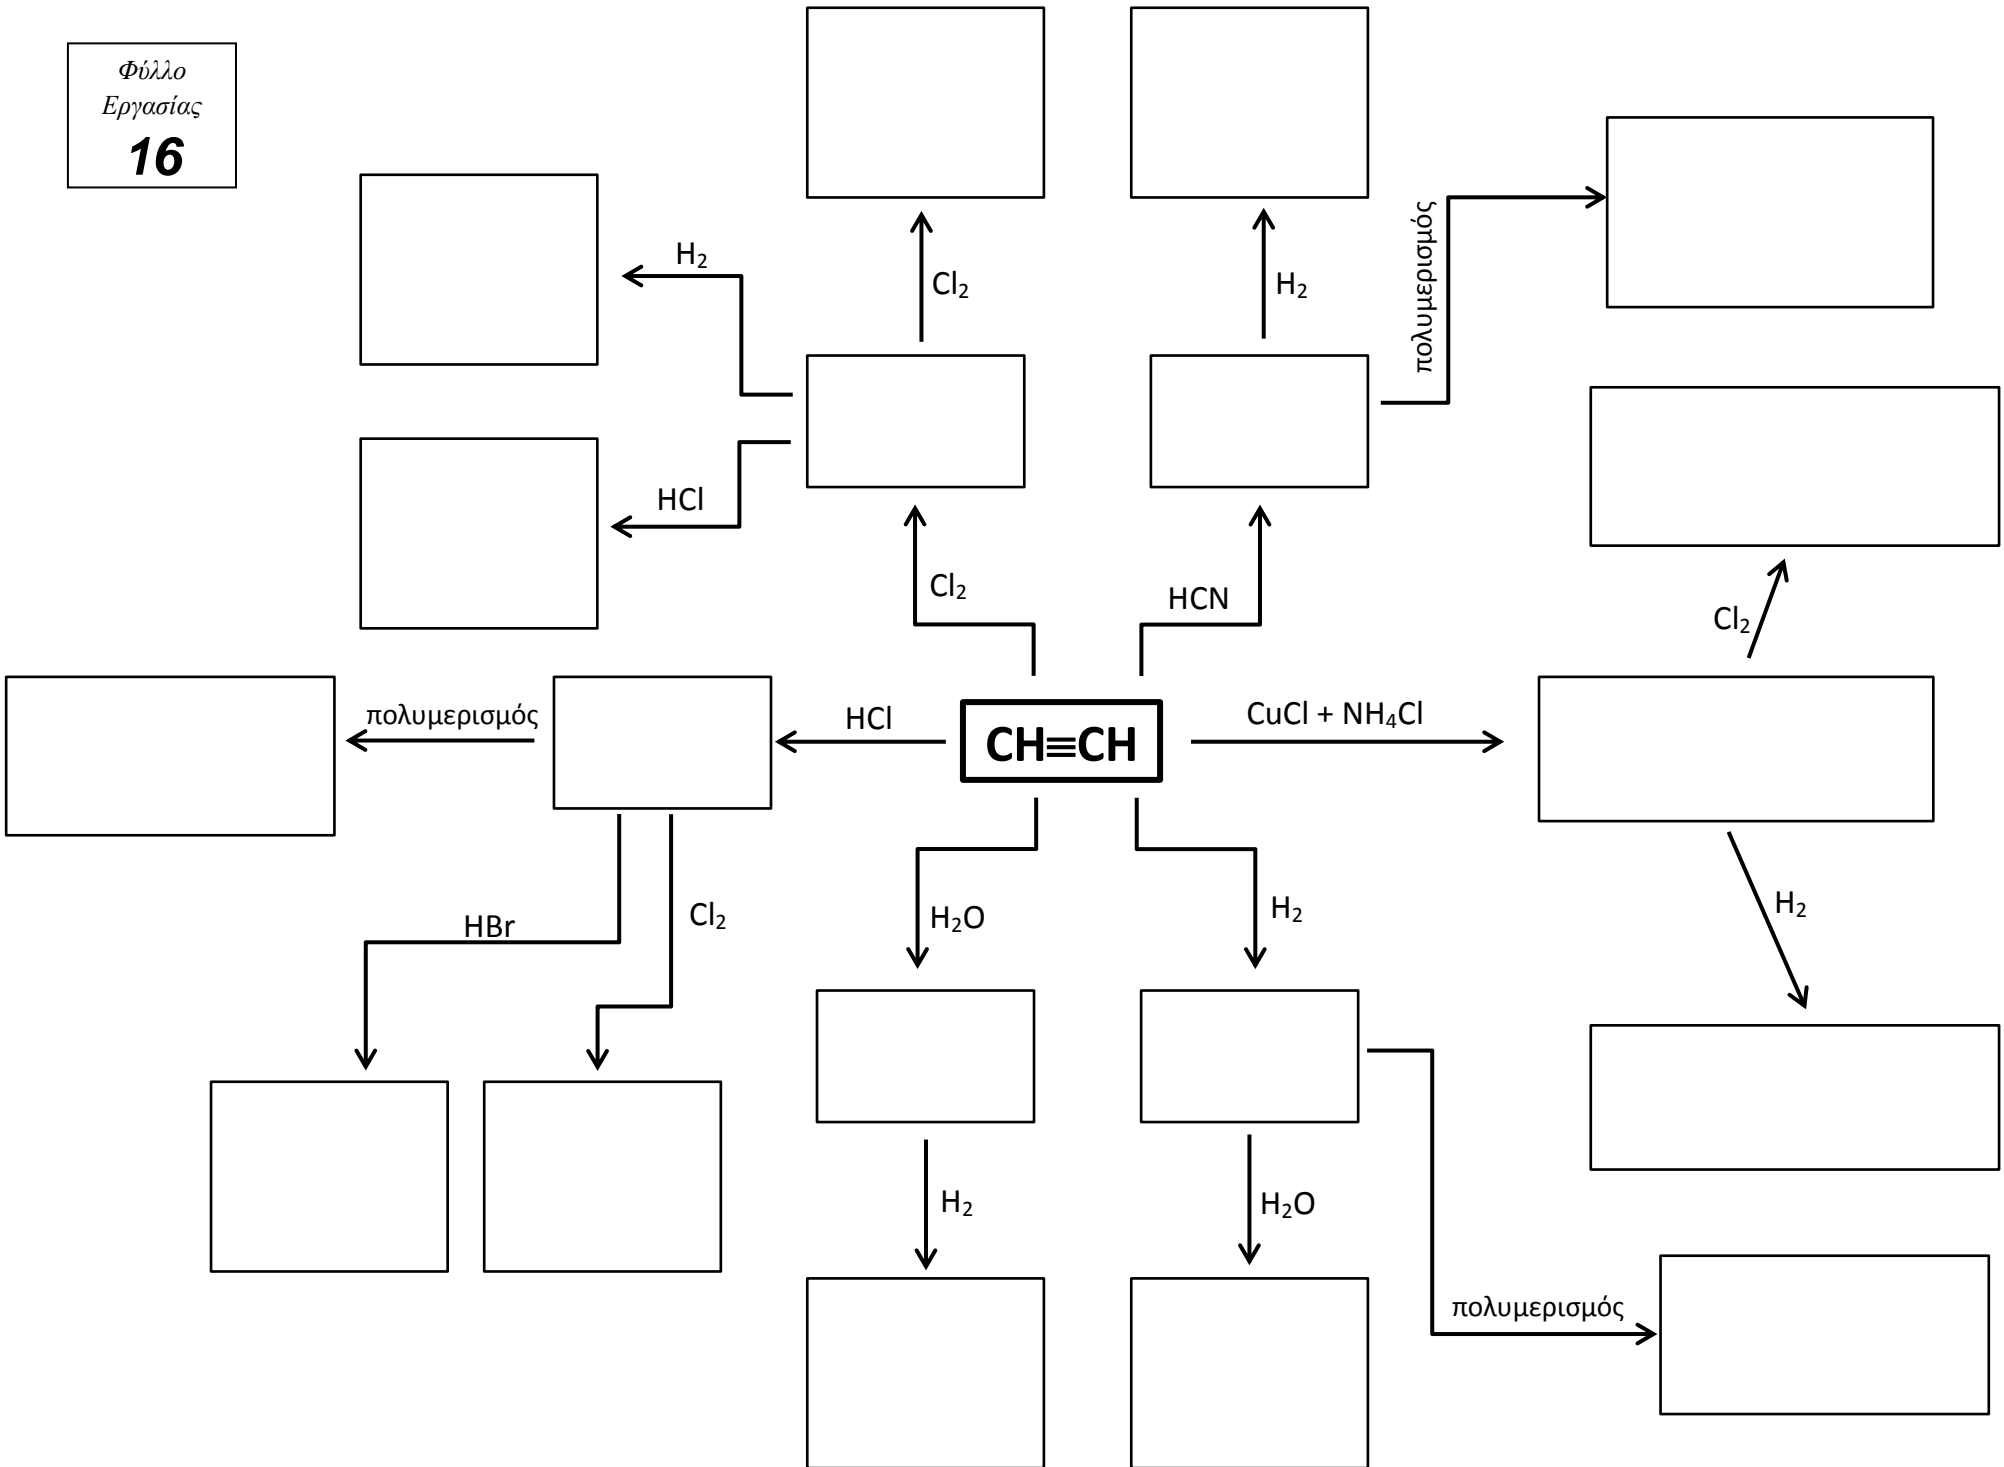 Φύλλο
Εργασίας
16
H₂
Cl₂
H₂
πολυμερισμός
HCl
Cl₂
HCN
Cl₂
πολυμερισμός
HCl
CH≡CH
CuCl + NH₄Cl
HBr
Cl₂
H₂O
H₂
H₂
H₂
H₂O
πολυμερισμός